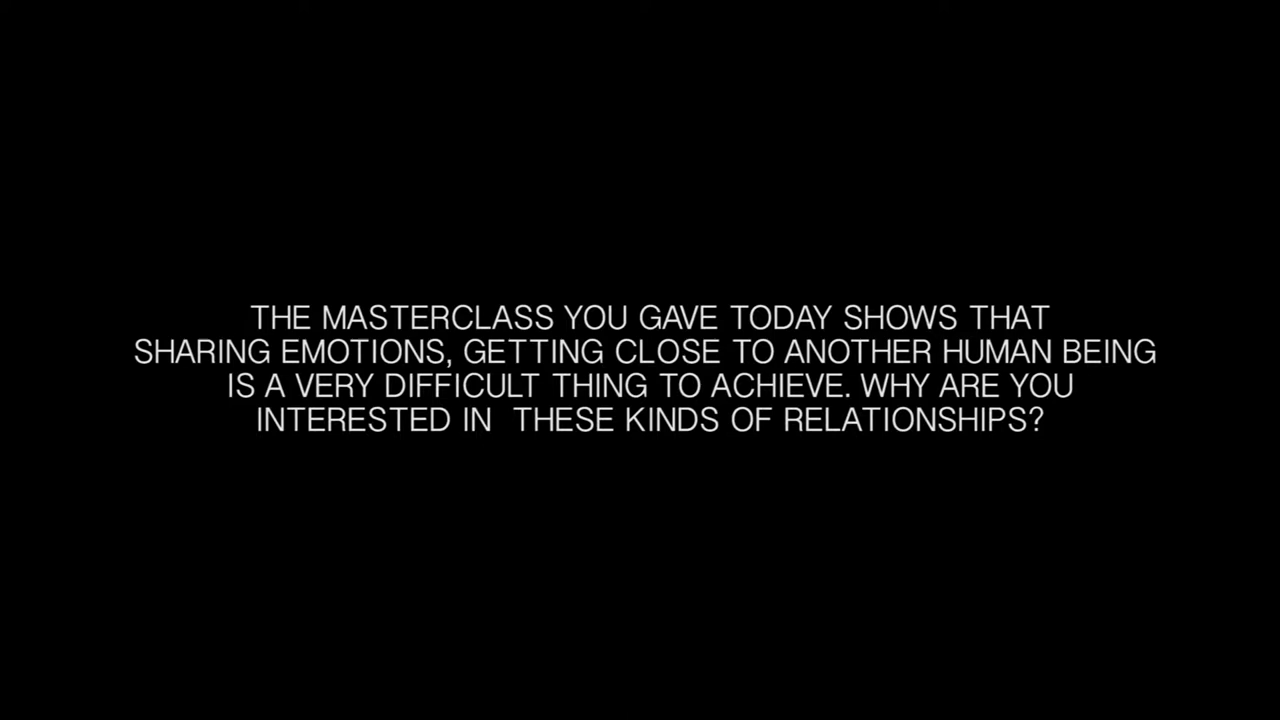 THE MASTERCLASS YOU GAVE TODAY SHOWS THAT
SHARING EMOTIONS, GETTING CLOSE TO ANOTHER HUMAN BEING
IS A VERY DIFFICULT THING TO ACHIEVE. WHY ARE YOU
INTERESTED IN  THESE KINDS OF RELATIONSHIPS?